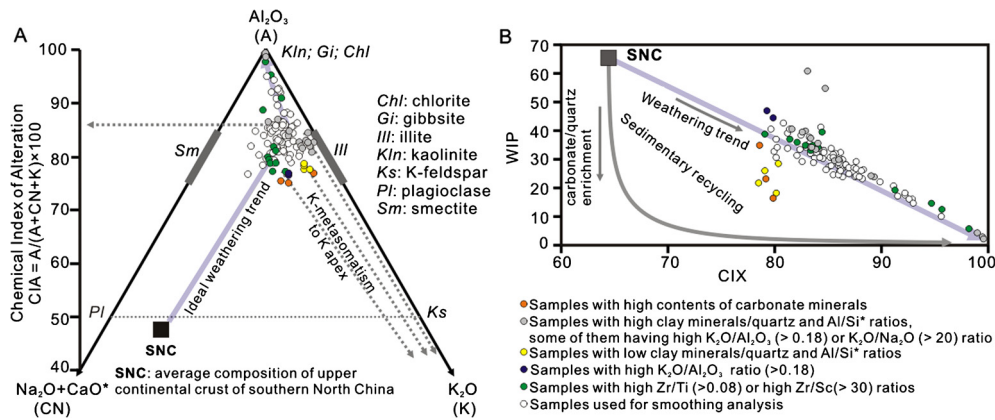 A
Al₂O₃
(A)
Kln; Gi; Chl
100
90
80
70
60
50
40
Chemical Index of Alteration
CIA = A/(A+CN+K)×100
Sm
Ill
Chl: chlorite
Gi: gibbsite
Ill: illite
Kln: kaolinite
Ks: K-feldspar
Pl: plagioclase
Sm: smectite
Ideal weathering trend
K-metasomatism
to K apex
Pl
Ks
SNC
SNC: average composition of upper
continental crust of southern North China
Na₂O+CaO*
(CN)
K₂O
(K)
B
70
60
50
40
30
20
10
0
WIP
SNC
Weathering trend
Sedimentary recycling
carbonate/quartz
enrichment
60
70
80
90
100
CIX
Samples with high contents of carbonate minerals
Samples with high clay minerals/quartz and Al/Si* ratios,
some of them having high K₂O/Al₂O₃ (> 0.18) or K₂O/Na₂O (> 20) ratio
Samples with low clay minerals/quartz and Al/Si* ratios
Samples with high K₂O/Al₂O₃ ratio (>0.18)
Samples with high Zr/Ti (>0.08) or high Zr/Sc(> 30) ratios
Samples used for smoothing analysis